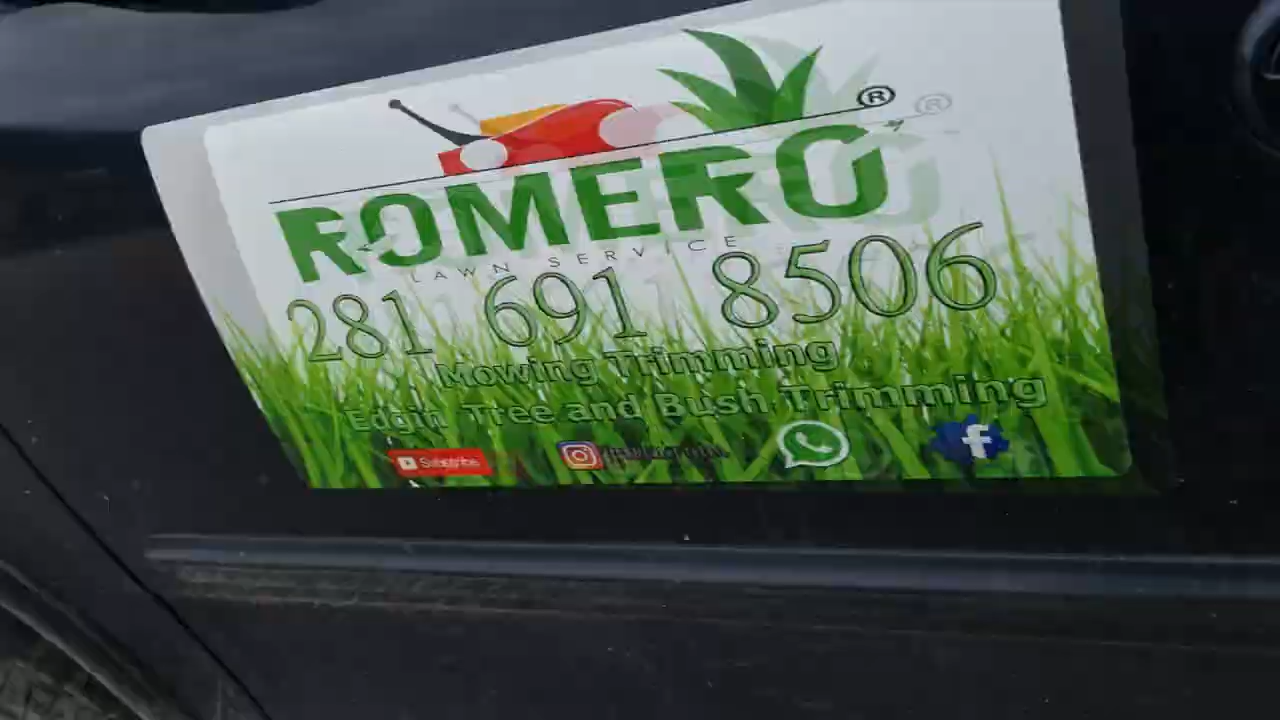 ®
ROMERO
LAWN SERVICE
281 691 8506
Mowing Trimming
Edgin Tree and Bush Trimming
Subscribe